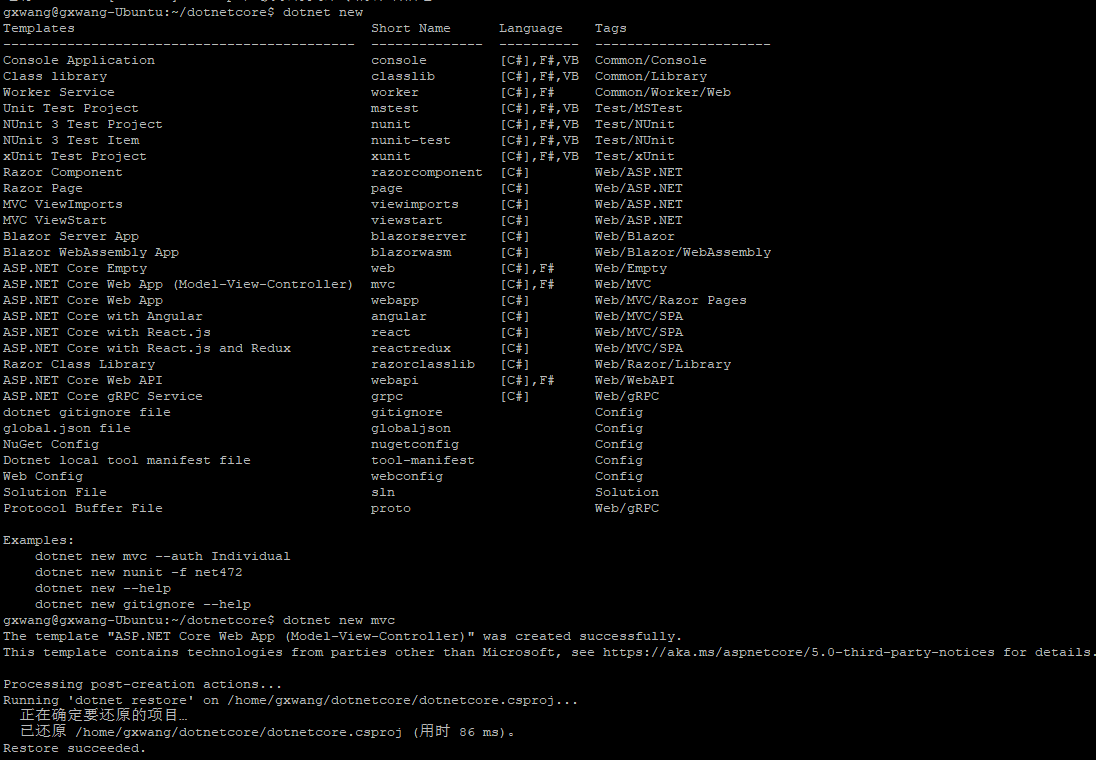 gxwang@gxwang-Ubuntu:~/dotnetcore$ dotnet new
Templates                                     Short Name      Language    Tags
--------------------------------------------  --------------  ----------  ----------------------
Console Application                           console         [C#],F#,VB  Common/Console
Class library                                 classlib        [C#],F#,VB  Common/Library
Worker Service                                worker          [C#],F#     Common/Worker/Web
Unit Test Project                             mstest          [C#],F#,VB  Test/MSTest
NUnit 3 Test Project                          nunit           [C#],F#,VB  Test/NUnit
NUnit 3 Test Item                             nunit-test      [C#],F#,VB  Test/NUnit
xUnit Test Project                            xunit           [C#],F#,VB  Test/xUnit
Razor Component                               razorcomponent  [C#]        Web/ASP.NET
Razor Page                                    page            [C#]        Web/ASP.NET
MVC ViewImports                               viewimports     [C#]        Web/ASP.NET
MVC ViewStart                                 viewstart       [C#]        Web/ASP.NET
Blazor Server App                             blazorserver    [C#]        Web/Blazor
Blazor WebAssembly App                        blazorwasm      [C#]        Web/Blazor/WebAssembly
ASP.NET Core Empty                            web             [C#],F#     Web/Empty
ASP.NET Core Web App (Model-View-Controller)  mvc             [C#],F#     Web/MVC
ASP.NET Core Web App                          webapp          [C#]        Web/MVC/Razor Pages
ASP.NET Core with Angular                     angular         [C#]        Web/MVC/SPA
ASP.NET Core with React.js                    react           [C#]        Web/MVC/SPA
ASP.NET Core with React.js and Redux          reactredux      [C#]        Web/MVC/SPA
Razor Class Library                           razorclasslib   [C#]        Web/Razor/Library
ASP.NET Core Web API                          webapi          [C#],F#     Web/WebAPI
ASP.NET Core gRPC Service                     grpc            [C#]        Web/gRPC
dotnet gitignore file                         gitignore                   Config
global.json file                              globaljson                  Config
NuGet Config                                  nugetconfig                 Config
Dotnet local tool manifest file               tool-manifest               Config
Web Config                                    webconfig                   Config
Solution File                                 sln                         Solution
Protocol Buffer File                          proto                       Web/gRPC
Examples:
    dotnet new mvc --auth Individual
    dotnet new nunit -f net472
    dotnet new --help
    dotnet new gitignore --help
gxwang@gxwang-Ubuntu:~/dotnetcore$ dotnet new mvc
The template "ASP.NET Core Web App (Model-View-Controller)" was created successfully.
This template contains technologies from parties other than Microsoft, see https://aka.ms/aspnetcore/5.0-third-party-notices for details.
Processing post-creation actions...
Running 'dotnet restore' on /home/gxwang/dotnetcore/dotnetcore.csproj...
  正在确定要还原的项目…
  已还原 /home/gxwang/dotnetcore/dotnetcore.csproj (用时 86 ms)。
Restore succeeded.